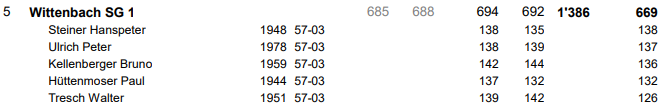 5 Wittenbach SG 1 685 688 694 692 1'386 669
Steiner Hanspeter 1948 57-03 138 135 138
Ulrich Peter 1978 57-03 138 139 137
Kellenberger Bruno 1959 57-03 142 144 136
Hüttenmoser Paul 1944 57-03 137 132 132
Tresch Walter 1951 57-03 139 142 126